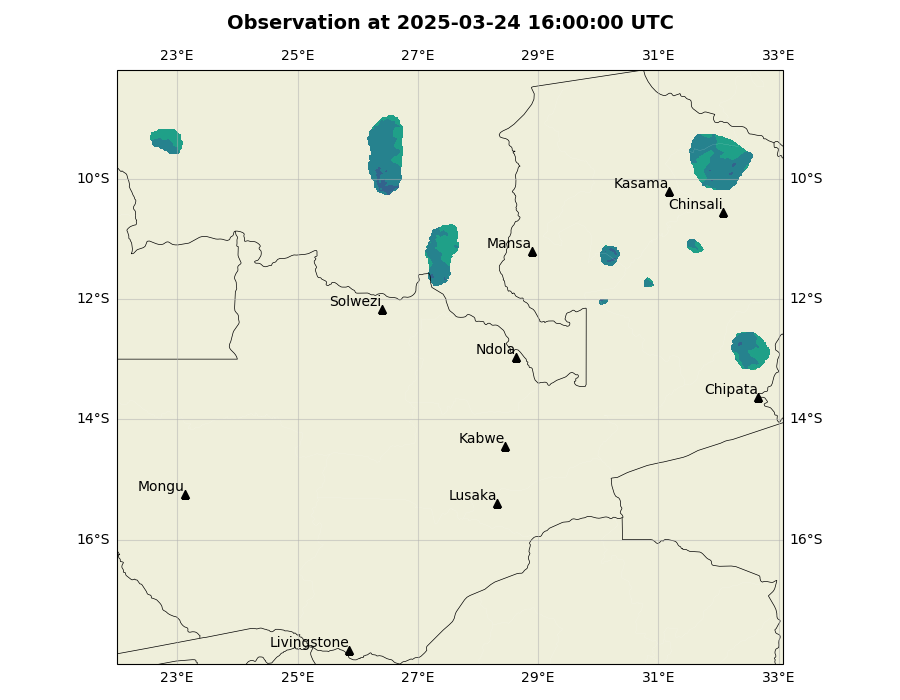 Observation at 2025-03-24 16:00:00 UTC
23°E 25°E 27°E 29°E 31°E 33°E
10°S 10°S
Kasama
Chinsali
Mansa
12°S 12°S
Solwezi
Ndola
Chipata
14°S 14°S
Kabwe
Mongu
Lusaka
16°S 16°S
Livingstone
23°E 25°E 27°E 29°E 31°E 33°E